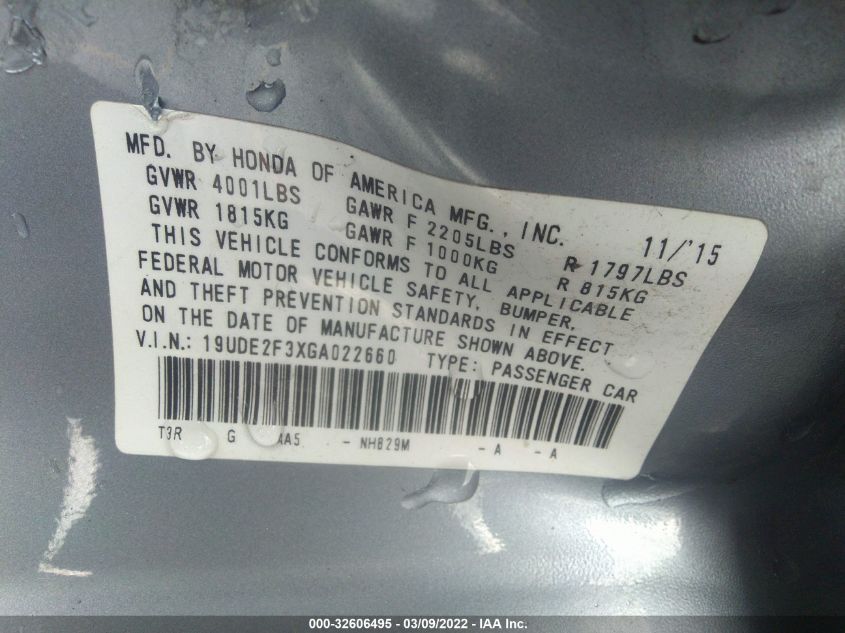 MFD. BY HONDA OF AMERICA MFG., INC. 11/'15
GVWR 4001LBS GAWR F 2205LBS R 1797LBS
GVWR 1815KG GAWR F 1000KG R 815KG
THIS VEHICLE CONFORMS TO ALL APPLICABLE
FEDERAL MOTOR VEHICLE SAFETY, BUMPER,
AND THEFT PREVENTION STANDARDS IN EFFECT
ON THE DATE OF MANUFACTURE SHOWN ABOVE.
V.I.N.: 19UDE2F3XGA022660 TYPE: PASSENGER CAR
T3R G AA5 - NH829M - A - A
000-32606495 - 03/09/2022 - IAA Inc.